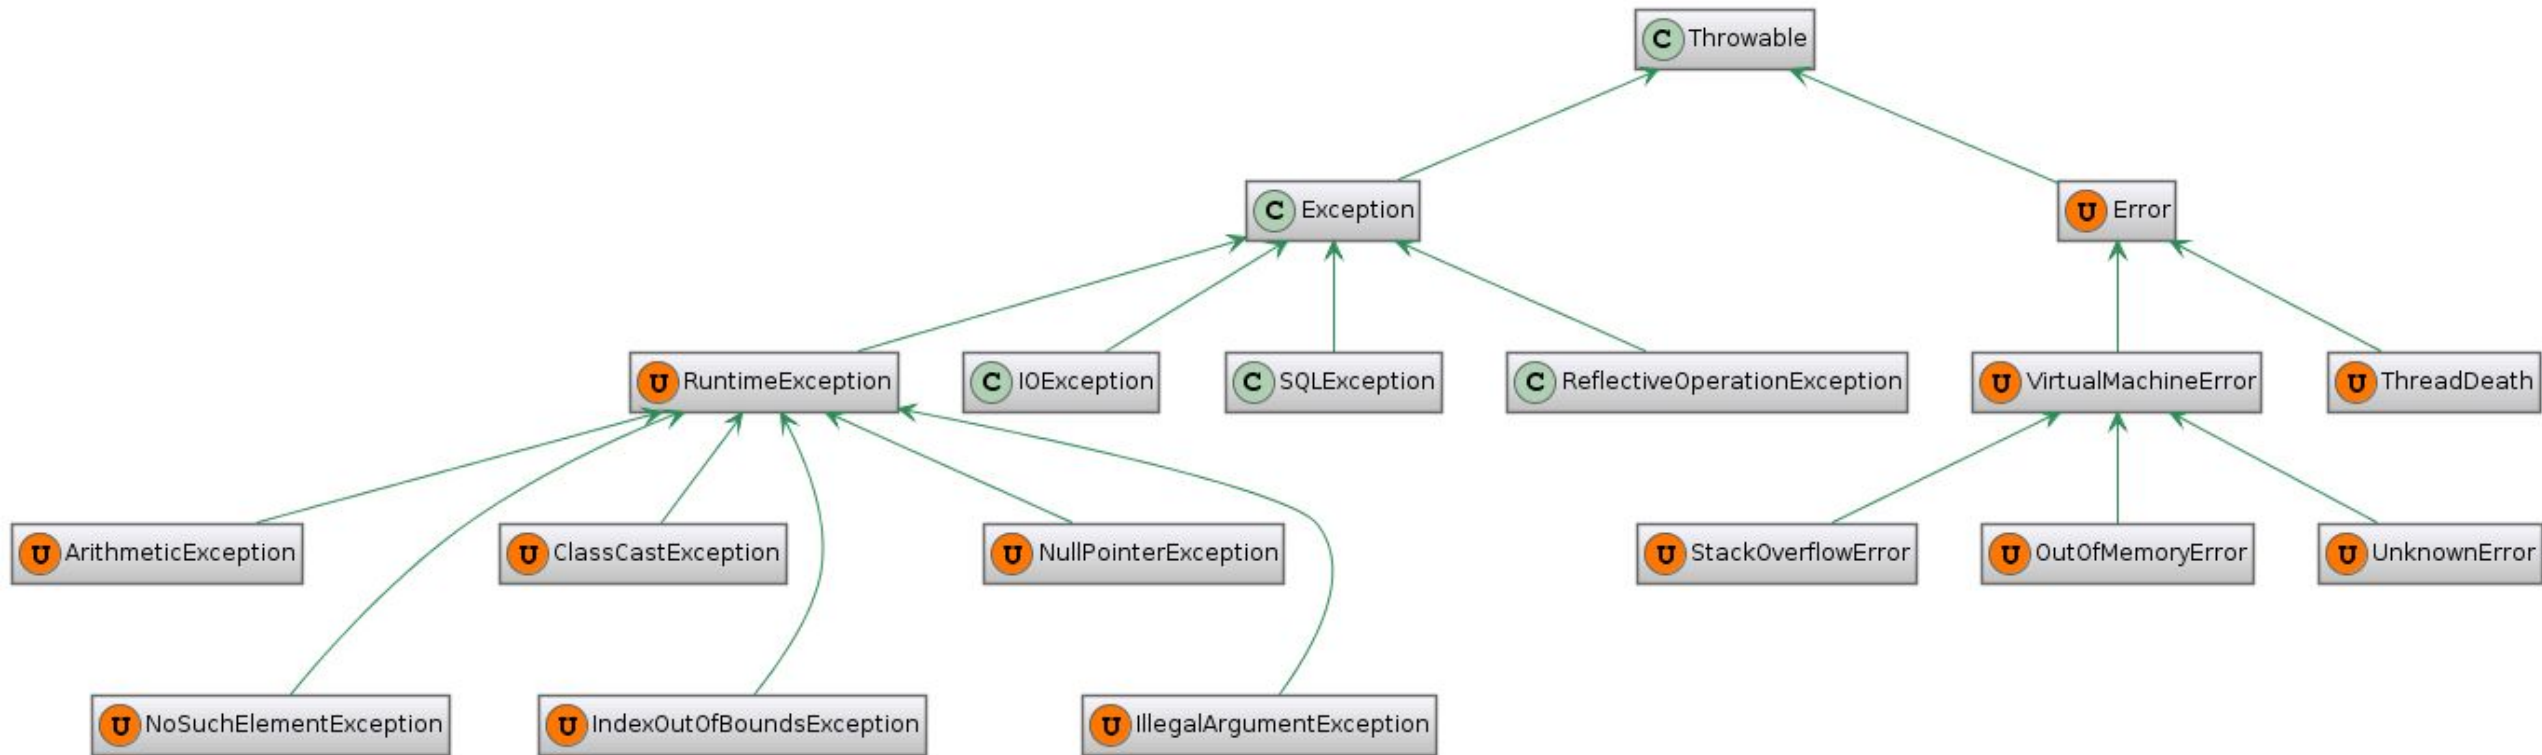 C Throwable
C Exception
U Error
U RuntimeException
C IOException
C SQLException
C ReflectiveOperationException
U VirtualMachineError
U ThreadDeath
U ArithmeticException
U ClassCastException
U NullPointerException
U StackOverflowError
U OutOfMemoryError
U UnknownError
U NoSuchElementException
U IndexOutOfBoundsException
U IllegalArgumentException